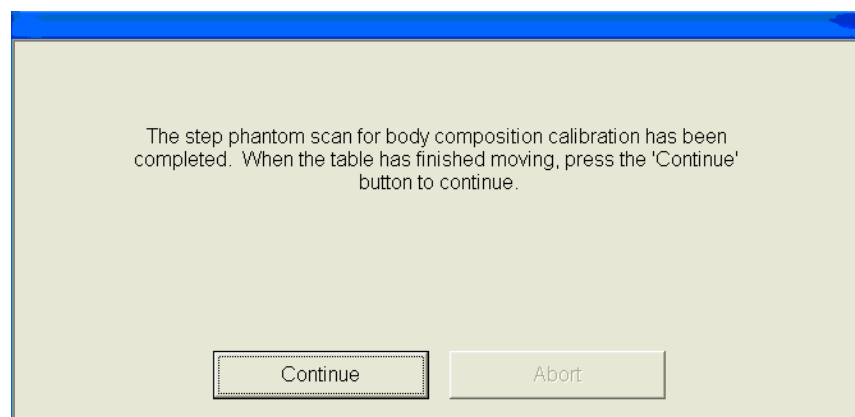 The step phantom scan for body composition calibration has been
completed.  When the table has finished moving, press the 'Continue'
button to continue.
Continue
Abort